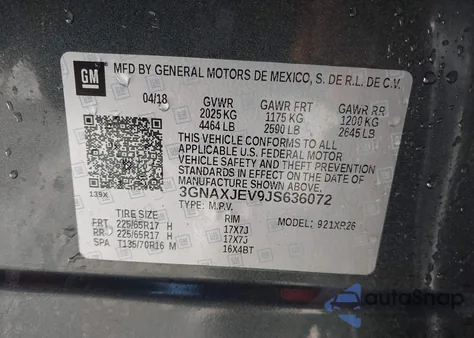 GM
MFD BY GENERAL MOTORS DE MEXICO, S. DE R.L. DE C.V.
04/18 GVWR GAWR FRT GAWR RR
2025 KG 1175 KG 1200 KG
4464 LB 2590 LB 2645 LB
THIS VEHICLE CONFORMS TO ALL
APPLICABLE U.S. FEDERAL MOTOR
VEHICLE SAFETY AND THEFT PREVENTION
STANDARDS IN EFFECT ON THE DATE OF
MANUFACTURE SHOWN ABOVE.
139X 3GNAXJEV9JS636072
TYPE: M.P.V. MODEL: 921XP26
TIRE SIZE RIM
FRT 225/65R17 H 17X7J
RR 225/65R17 H 17X7J
SPA T135/70R16 M 16X4BT
autoSnap